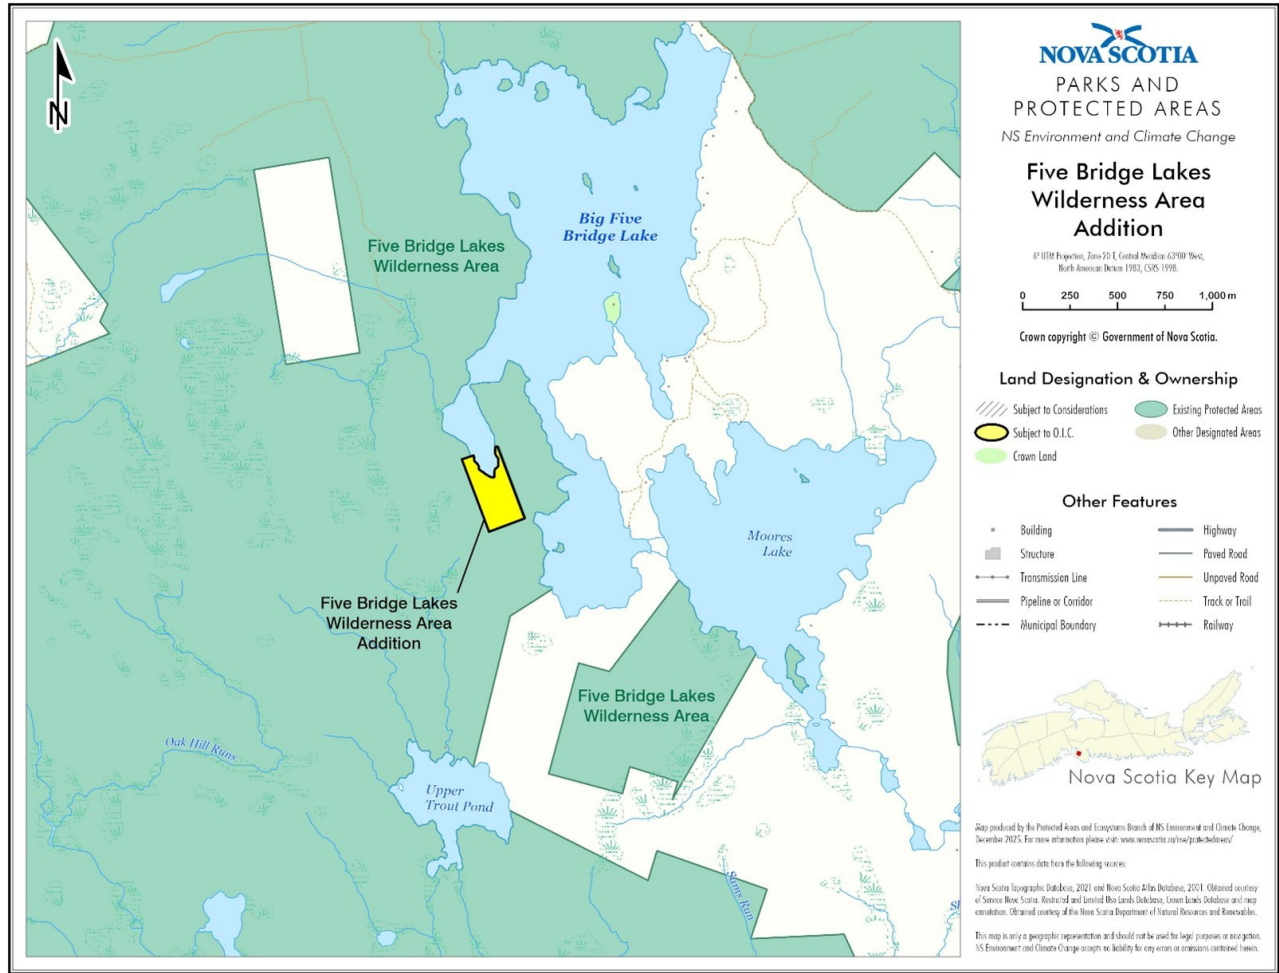 N
Big Five
Bridge Lake
Five Bridge Lakes
Wilderness Area
Moores
Lake
Five Bridge Lakes
Wilderness Area
Addition
Five Bridge Lakes
Wilderness Area
Oak Hill Runs
Upper
Trout Pond
Sams Run
NOVA SCOTIA
PARKS AND
PROTECTED AREAS
NS Environment and Climate Change
Five Bridge Lakes
Wilderness Area
Addition
6° UTM Projection, Zone 20 T, Central Meridian 63°00' West,
North American Datum 1983, CSRS 1998.
0 250 500 750 1,000 m
Crown copyright © Government of Nova Scotia.
Land Designation & Ownership
Subject to Considerations
Existing Protected Areas
Subject to O.I.C.
Other Designated Areas
Crown Land
Other Features
Building
Highway
Structure
Paved Road
Transmission Line
Unpaved Road
Pipeline or Corridor
Track or Trail
Municipal Boundary
Railway
Nova Scotia Key Map
Map produced by the Protected Areas and Ecosystems Branch of NS Environment and Climate Change,
December 2025. For more information please visit: www.novascotia.ca/nse/protectedareas/
This product contains data from the following sources:
Nova Scotia Topographic Database, 2021 and Nova Scotia Atlas Database, 2001. Obtained courtesy
of Service Nova Scotia. Restricted and Limited Use Lands Database, Crown Lands Database and map
annotation. Obtained courtesy of the Nova Scotia Department of Natural Resources and Renewables.
This map is only a geographic representation and should not be used for legal purposes or navigation.
NS Environment and Climate Change accepts no liability for any errors or omissions contained herein.